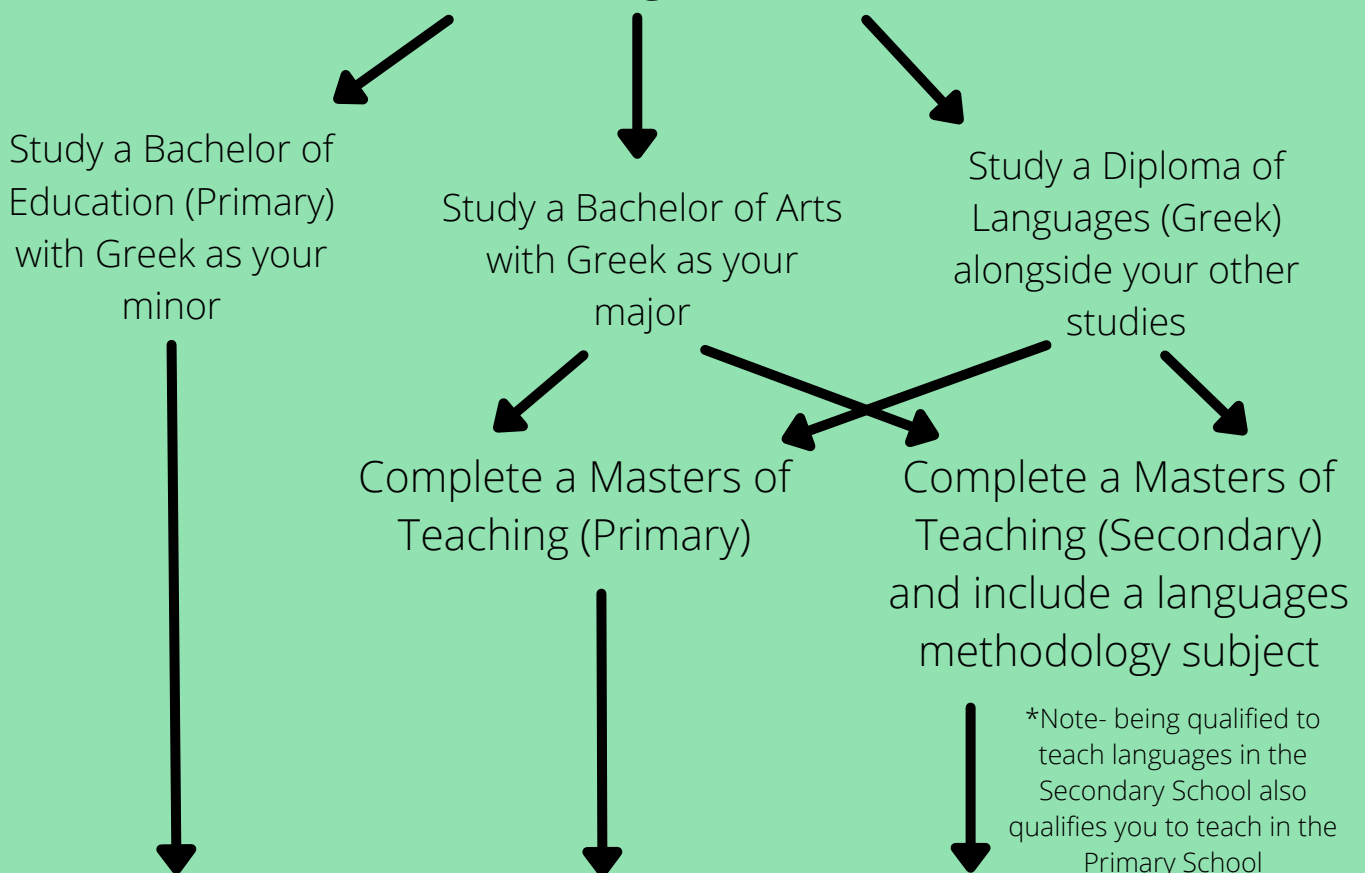 Study a Bachelor of
Education (Primary)
with Greek as your
minor
Study a Bachelor of Arts
with Greek as your
major
Study a Diploma of
Languages (Greek)
alongside your other
studies
Complete a Masters of
Teaching (Primary)
Complete a Masters of
Teaching (Secondary)
and include a languages
methodology subject
*Note- being qualified to
teach languages in the
Secondary School also
qualifies you to teach in the
Primary School